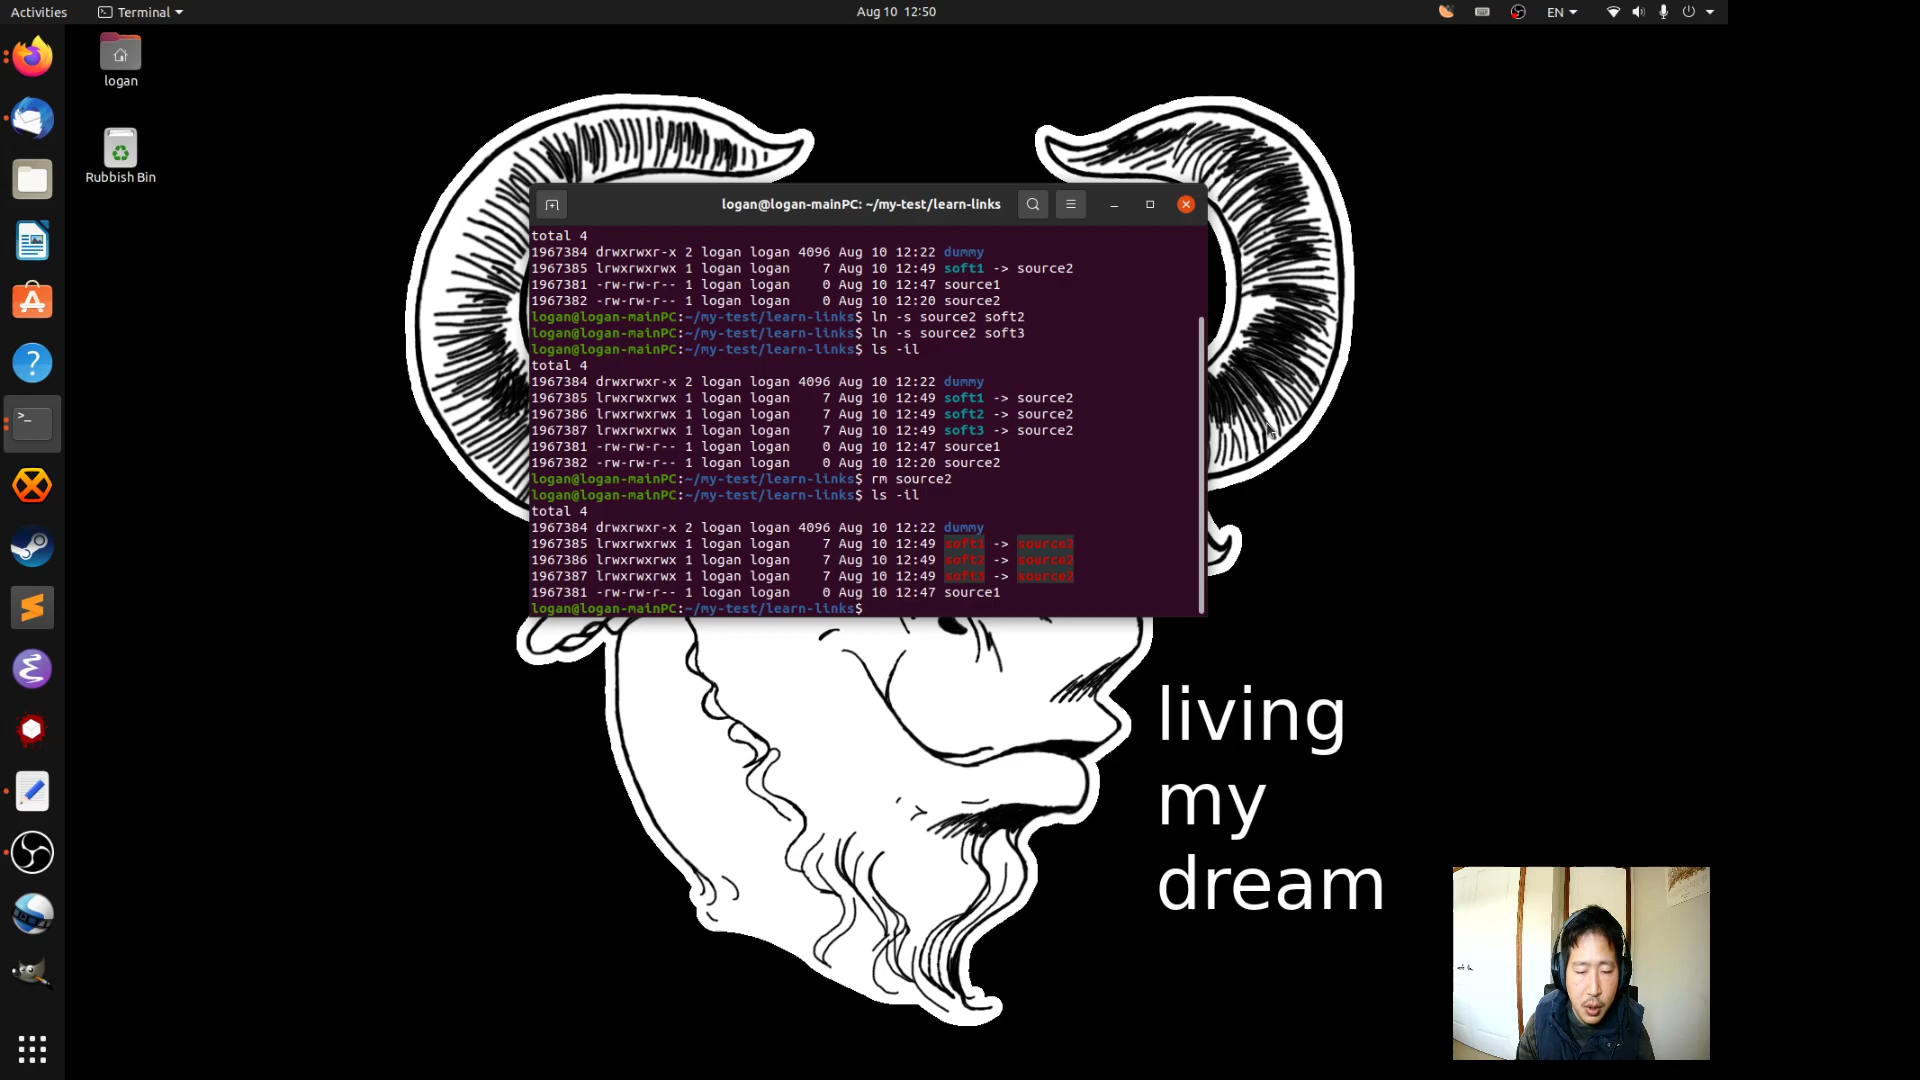 Activities
Terminal
Aug 10 12:50
EN
logan
Rubbish Bin
logan@logan-mainPC: ~/my-test/learn-links
total 4
1967384 drwxrwxr-x 2 logan logan 4096 Aug 10 12:22 dummy
1967385 lrwxrwxrwx 1 logan logan    7 Aug 10 12:49 soft1 -> source2
1967381 -rw-rw-r-- 1 logan logan    0 Aug 10 12:47 source1
1967382 -rw-rw-r-- 1 logan logan    0 Aug 10 12:20 source2
logan@logan-mainPC:~/my-test/learn-links$ ln -s source2 soft2
logan@logan-mainPC:~/my-test/learn-links$ ln -s source2 soft3
logan@logan-mainPC:~/my-test/learn-links$ ls -il
total 4
1967384 drwxrwxr-x 2 logan logan 4096 Aug 10 12:22 dummy
1967385 lrwxrwxrwx 1 logan logan    7 Aug 10 12:49 soft1 -> source2
1967386 lrwxrwxrwx 1 logan logan    7 Aug 10 12:49 soft2 -> source2
1967387 lrwxrwxrwx 1 logan logan    7 Aug 10 12:49 soft3 -> source2
1967381 -rw-rw-r-- 1 logan logan    0 Aug 10 12:47 source1
1967382 -rw-rw-r-- 1 logan logan    0 Aug 10 12:20 source2
logan@logan-mainPC:~/my-test/learn-links$ rm source2
logan@logan-mainPC:~/my-test/learn-links$ ls -il
total 4
1967384 drwxrwxr-x 2 logan logan 4096 Aug 10 12:22 dummy
1967385 lrwxrwxrwx 1 logan logan    7 Aug 10 12:49 soft1 -> source2
1967386 lrwxrwxrwx 1 logan logan    7 Aug 10 12:49 soft2 -> source2
1967387 lrwxrwxrwx 1 logan logan    7 Aug 10 12:49 soft3 -> source2
1967381 -rw-rw-r-- 1 logan logan    0 Aug 10 12:47 source1
logan@logan-mainPC:~/my-test/learn-links$
living
my
dream